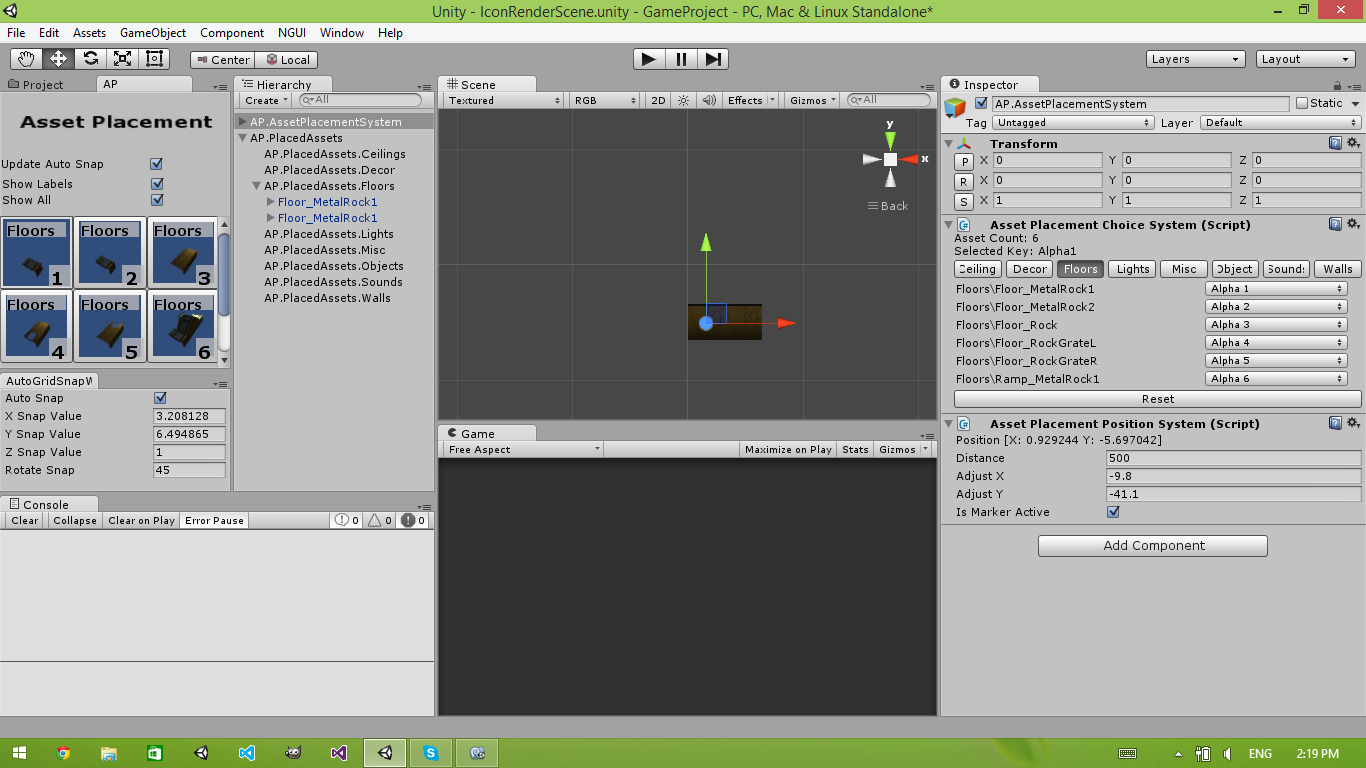 Unity - IconRenderScene.unity - GameProject - PC, Mac & Linux Standalone*
File Edit Assets GameObject Component NGUI Window Help
Center Local Layers Layout
Project AP
Asset Placement
Update Auto Snap
Show Labels
Show All
Floors 1
Floors 2
Floors 3
Floors 4
Floors 5
Floors 6
AutoGridSnapW
Auto Snap
X Snap Value 3.208128
Y Snap Value 6.494865
Z Snap Value 1
Rotate Snap 45
Hierarchy
Create All
AP.AssetPlacementSystem
AP.PlacedAssets
AP.PlacedAssets.Ceilings
AP.PlacedAssets.Decor
AP.PlacedAssets.Floors
Floor_MetalRock1
Floor_MetalRock1
AP.PlacedAssets.Lights
AP.PlacedAssets.Misc
AP.PlacedAssets.Objects
AP.PlacedAssets.Sounds
AP.PlacedAssets.Walls
Console
Clear Collapse Clear on Play Error Pause 0 0 0
Scene
Textured RGB 2D Effects Gizmos All
y
x
Back
Game
Free Aspect Maximize on Play Stats Gizmos
Inspector
AP.AssetPlacementSystem Static
Tag Untagged Layer Default
Transform
P X 0 Y 0 Z 0
R X 0 Y 0 Z 0
S X 1 Y 1 Z 1
Asset Placement Choice System (Script)
Asset Count: 6
Selected Key: Alpha1
Ceiling Decor Floors Lights Misc Object Sounds Walls
Floors\Floor_MetalRock1 Alpha 1
Floors\Floor_MetalRock2 Alpha 2
Floors\Floor_Rock Alpha 3
Floors\Floor_RockGrateL Alpha 4
Floors\Floor_RockGrateR Alpha 5
Floors\Ramp_MetalRock1 Alpha 6
Reset
Asset Placement Position System (Script)
Position [X: 0.929244 Y: -5.697042]
Distance 500
Adjust X -9.8
Adjust Y -41.1
Is Marker Active
Add Component
ENG 2:19 PM